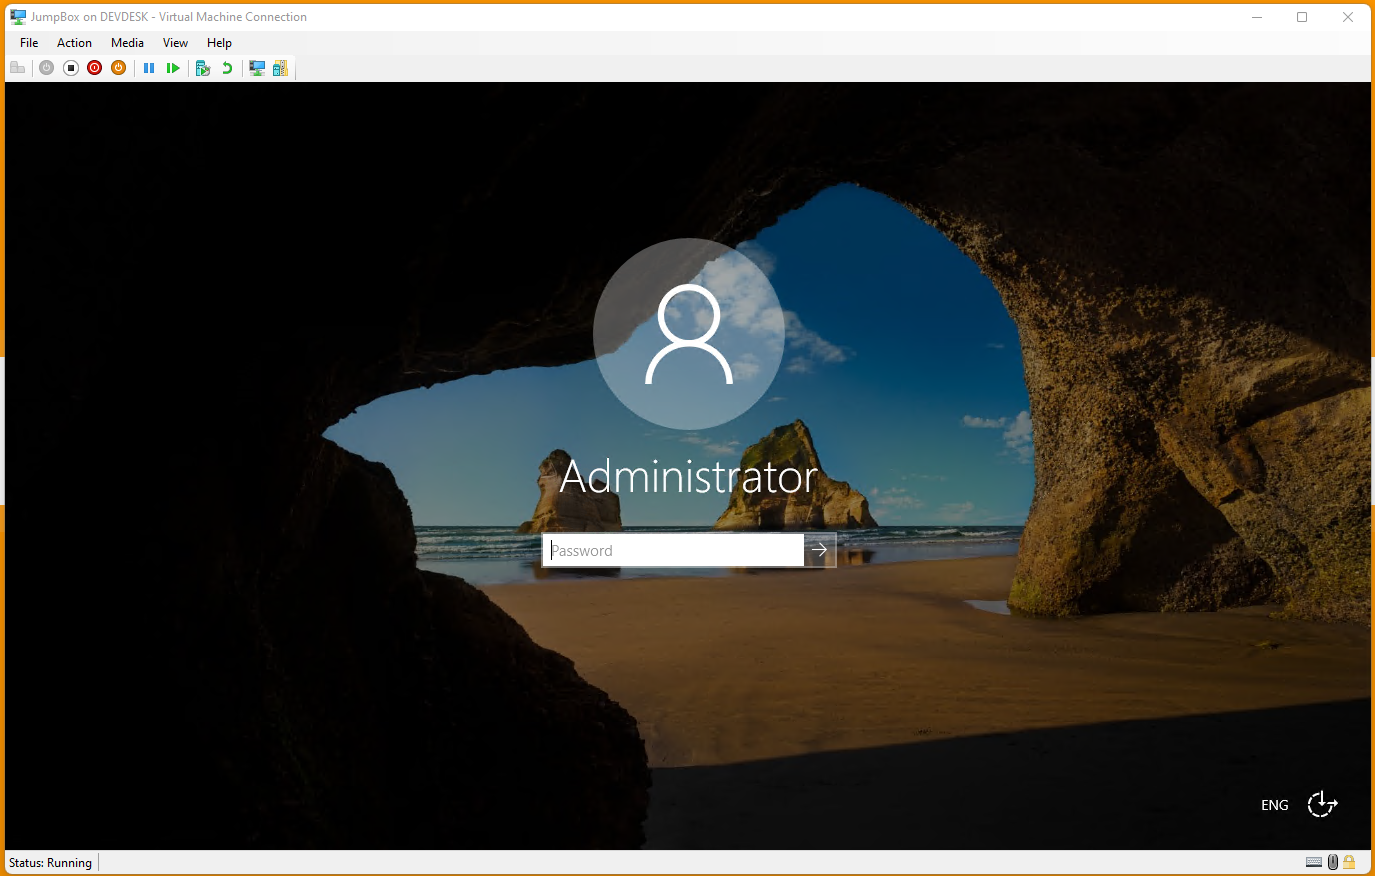 JumpBox on DEVDESK - Virtual Machine Connection
File Action Media View Help
Administrator
Password
ENG
Status: Running